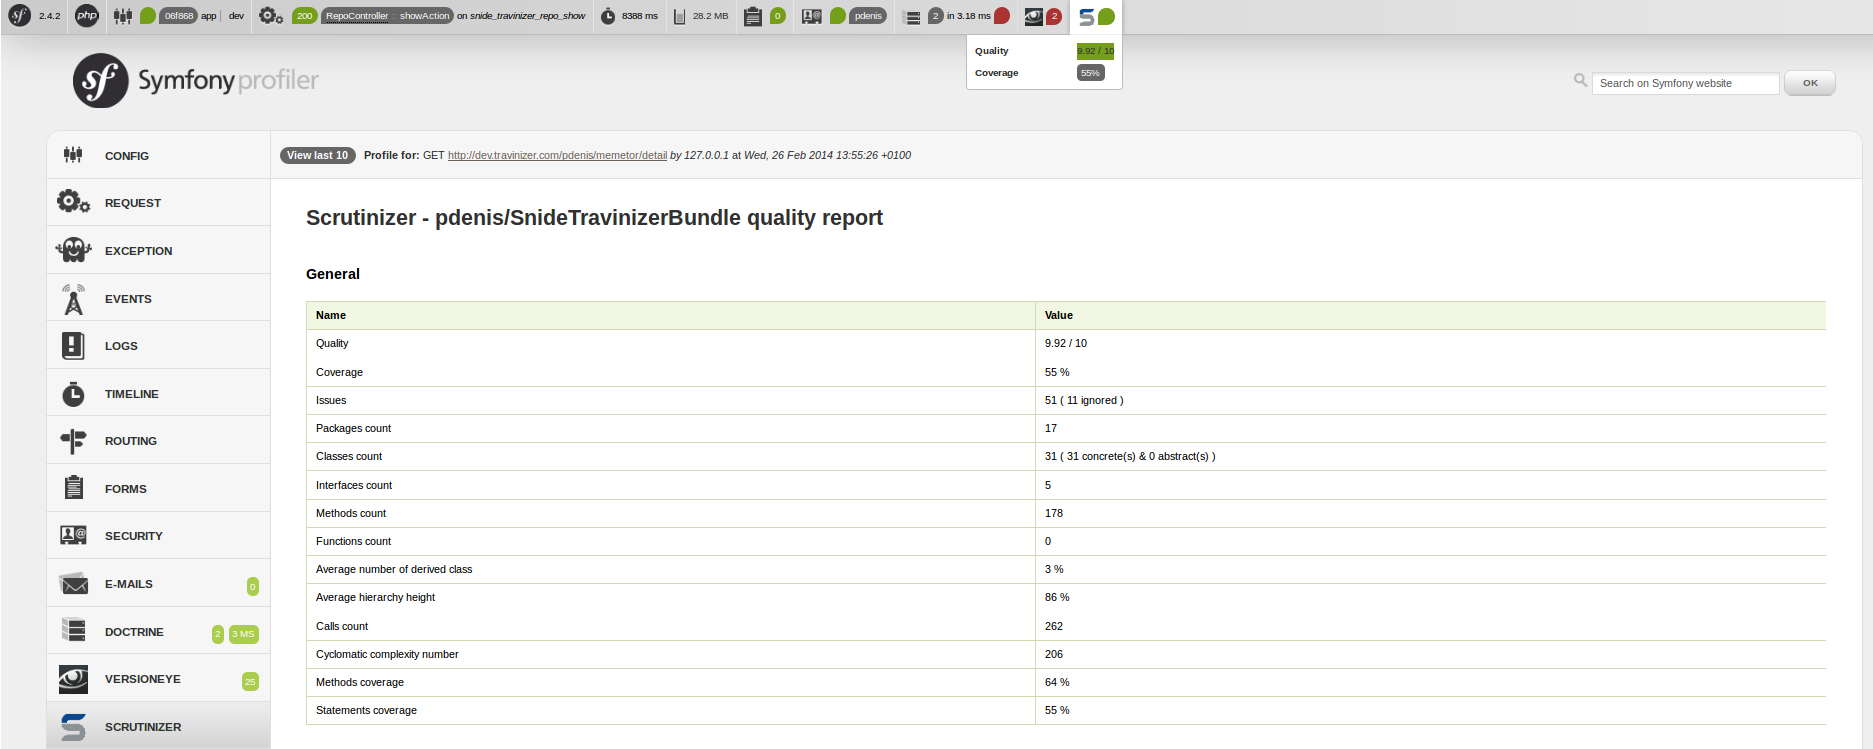 2.4.2 php 06f868 app dev 200 RepoController :: showAction on snide_travinizer_repo_show 8388 ms 28.2 MB 0 pdenis 2 in 3.18 ms 2
Quality 9.92 / 10
Coverage 55%
sf Symfony profiler
Search on Symfony website OK
View last 10 Profile for: GET http://dev.travinizer.com/pdenis/memetor/detail by 127.0.0.1 at Wed, 26 Feb 2014 13:55:26 +0100
CONFIG
REQUEST
EXCEPTION
EVENTS
LOGS
TIMELINE
ROUTING
FORMS
SECURITY
E-MAILS 0
DOCTRINE 2 3 MS
VERSIONEYE 25
SCRUTINIZER
Scrutinizer - pdenis/SnideTravinizerBundle quality report
General
Name Value
Quality 9.92 / 10
Coverage 55 %
Issues 51 ( 11 ignored )
Packages count 17
Classes count 31 ( 31 concrete(s) & 0 abstract(s) )
Interfaces count 5
Methods count 178
Functions count 0
Average number of derived class 3 %
Average hierarchy height 86 %
Calls count 262
Cyclomatic complexity number 206
Methods coverage 64 %
Statements coverage 55 %